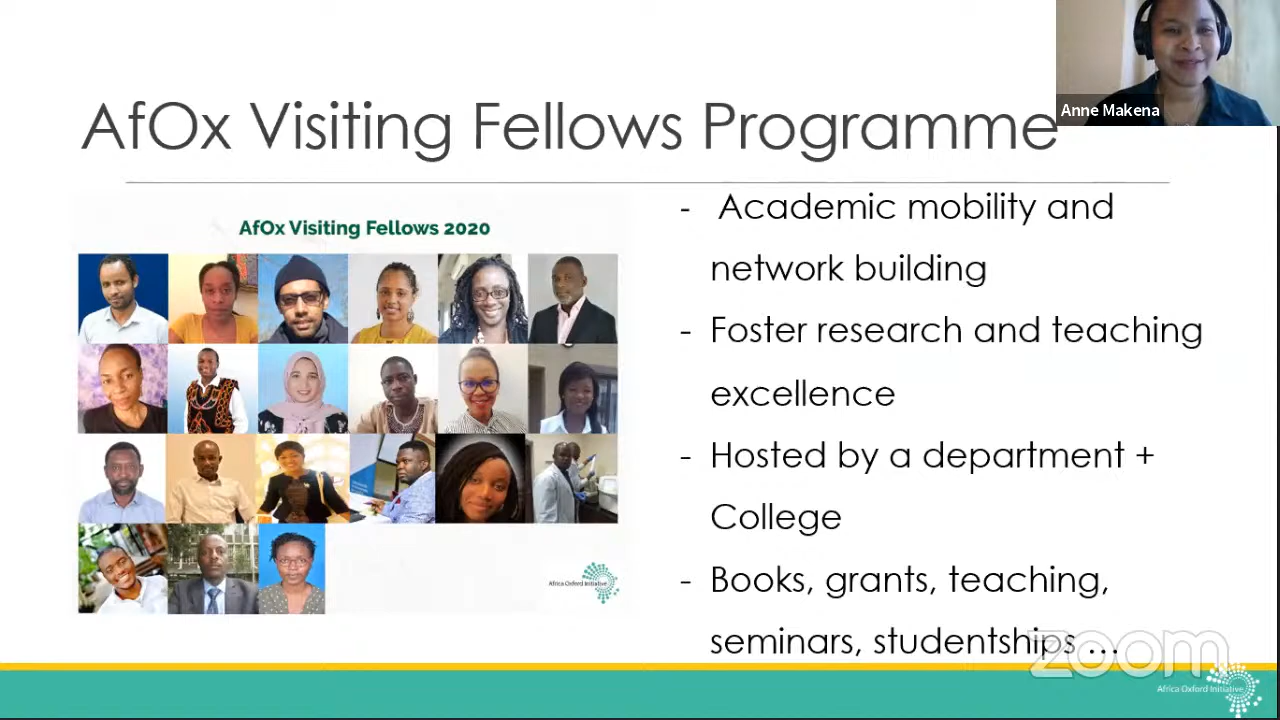 Anne Makena
AfOx Visiting Fellows Programme
AfOx Visiting Fellows 2020
Africa Oxford Initiative
- Academic mobility and
network building
- Foster research and teaching
excellence
- Hosted by a department +
College
- Books, grants, teaching,
seminars, studentships ...
zoom
Africa Oxford Initiative